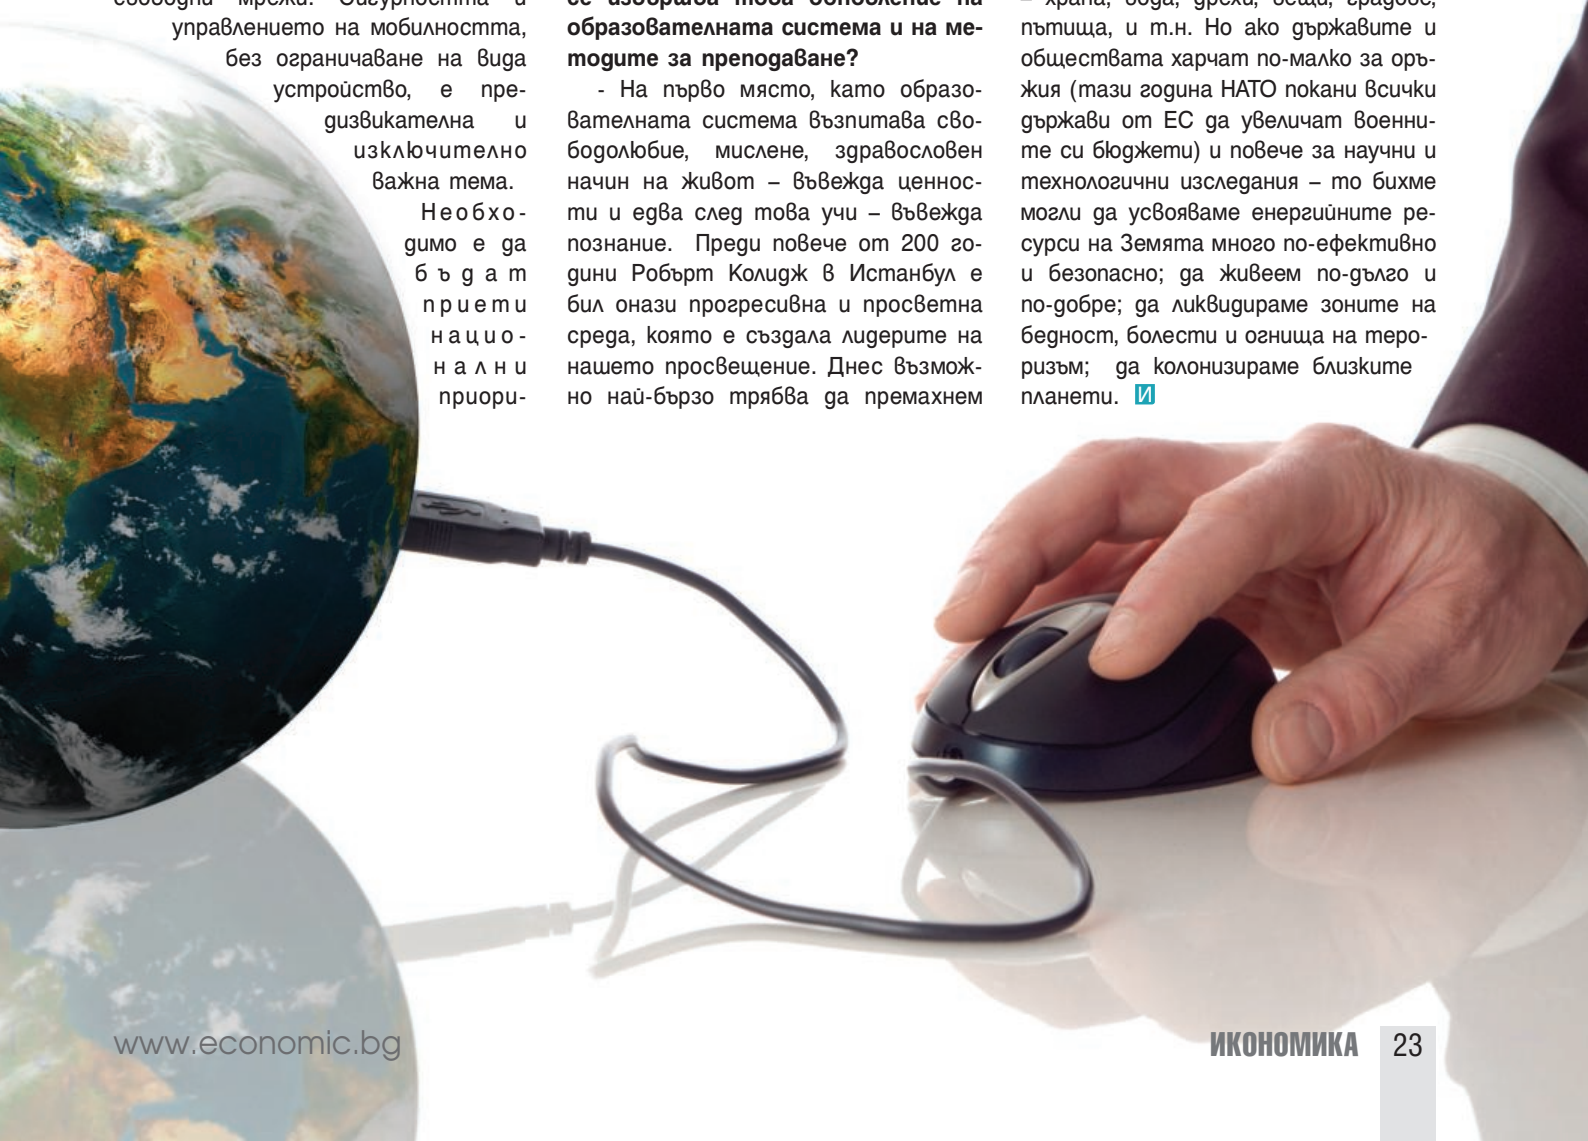 управлението на мобилността,
без ограничаване на вида
устройство, е пре-
дизвикателна и
изключително
важна тема.
Необхо-
димо е да
бъдат
приети
нацио-
нални
приори-
образователната система и на ме-
тодите за преподаване?
- На първо място, като образо-
вателната система възпитава сво-
бодолюбие, мислене, здравословен
начин на живот – въвежда ценнос-
ти и едва след това учи – въвежда
познание. Преди повече от 200 го-
дини Робърт Колидж в Истанбул е
бил онази прогресивна и просветна
среда, която е създала лидерите на
нашето просвещение. Днес възмож-
но най-бързо трябва да премахнем
– храна, вода, дрехи, вещи, градове,
пътища, и т.н. Но ако държавите и
обществата харчат по-малко за оръ-
жия (тази година НАТО покани всички
държави от ЕС да увеличат военни-
те си бюджети) и повече за научни и
технологични изследания – то бихме
могли да усвояваме енергийните ре-
сурси на Земята много по-ефективно
и безопасно; да живеем по-дълго и
по-добре; да ликвидираме зоните на
бедност, болести и огнища на теро-
ризъм; да колонизираме близките
планети. И
www.economic.bg
ИКОНОМИКА 23